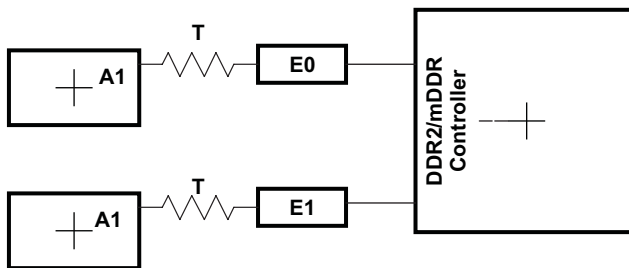 T
A1
E0
DDR2/mDDR
Controller
T
A1
E1